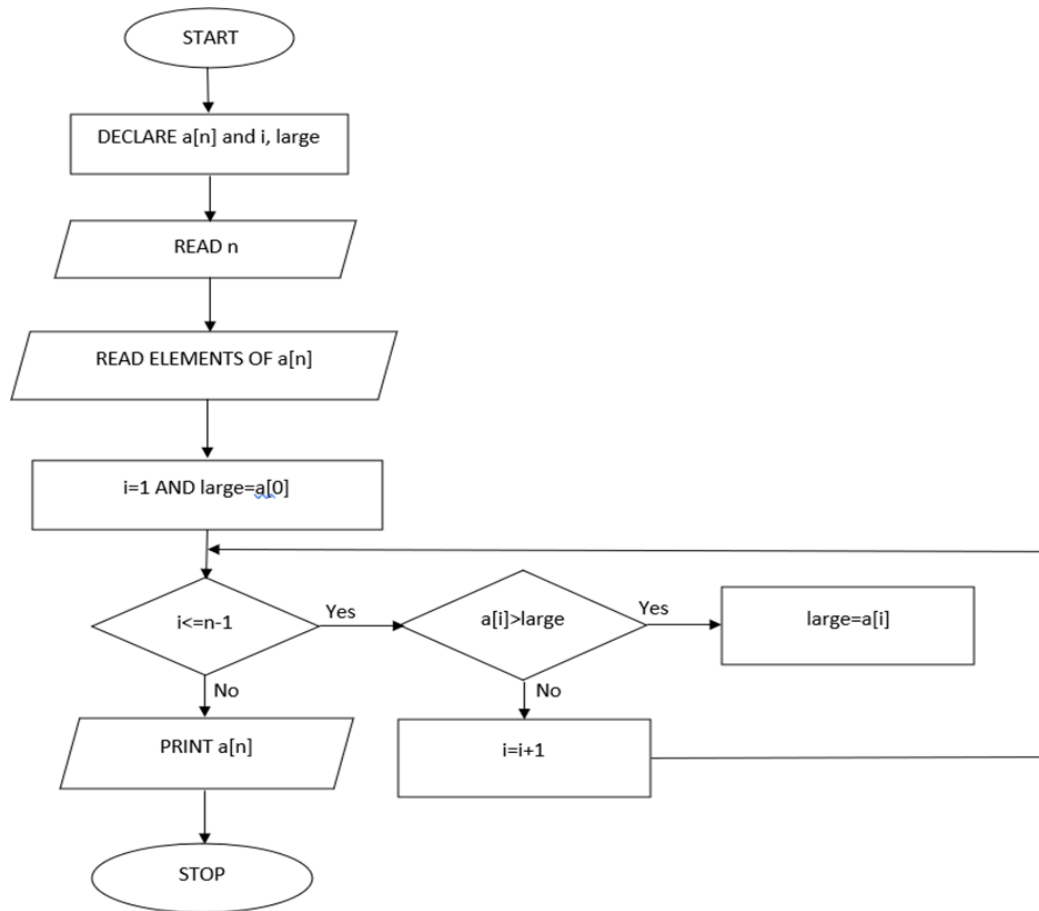 START
DECLARE a[n] and i, large
READ n
READ ELEMENTS OF a[n]
i=1 AND large=a[0]
i<=n-1
Yes
a[i]>large
Yes
large=a[i]
No
No
PRINT a[n]
i=i+1
STOP